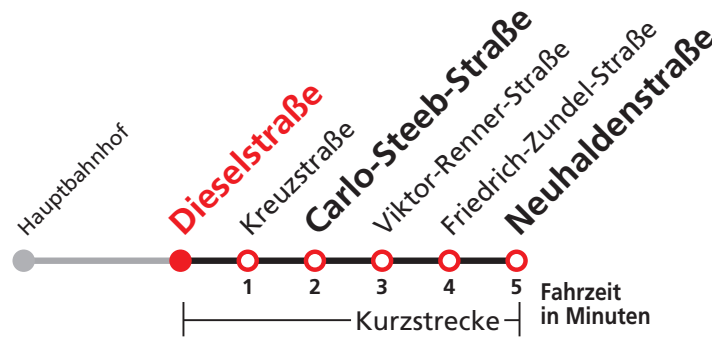 Hauptbahnhof
Dieselstraße
Kreuzstraße
Carlo-Steeb-Straße
Viktor-Renner-Straße
Friedrich-Zundel-Straße
Neuhaldenstraße
1 2 3 4 5
Fahrzeit
in Minuten
Kurzstrecke